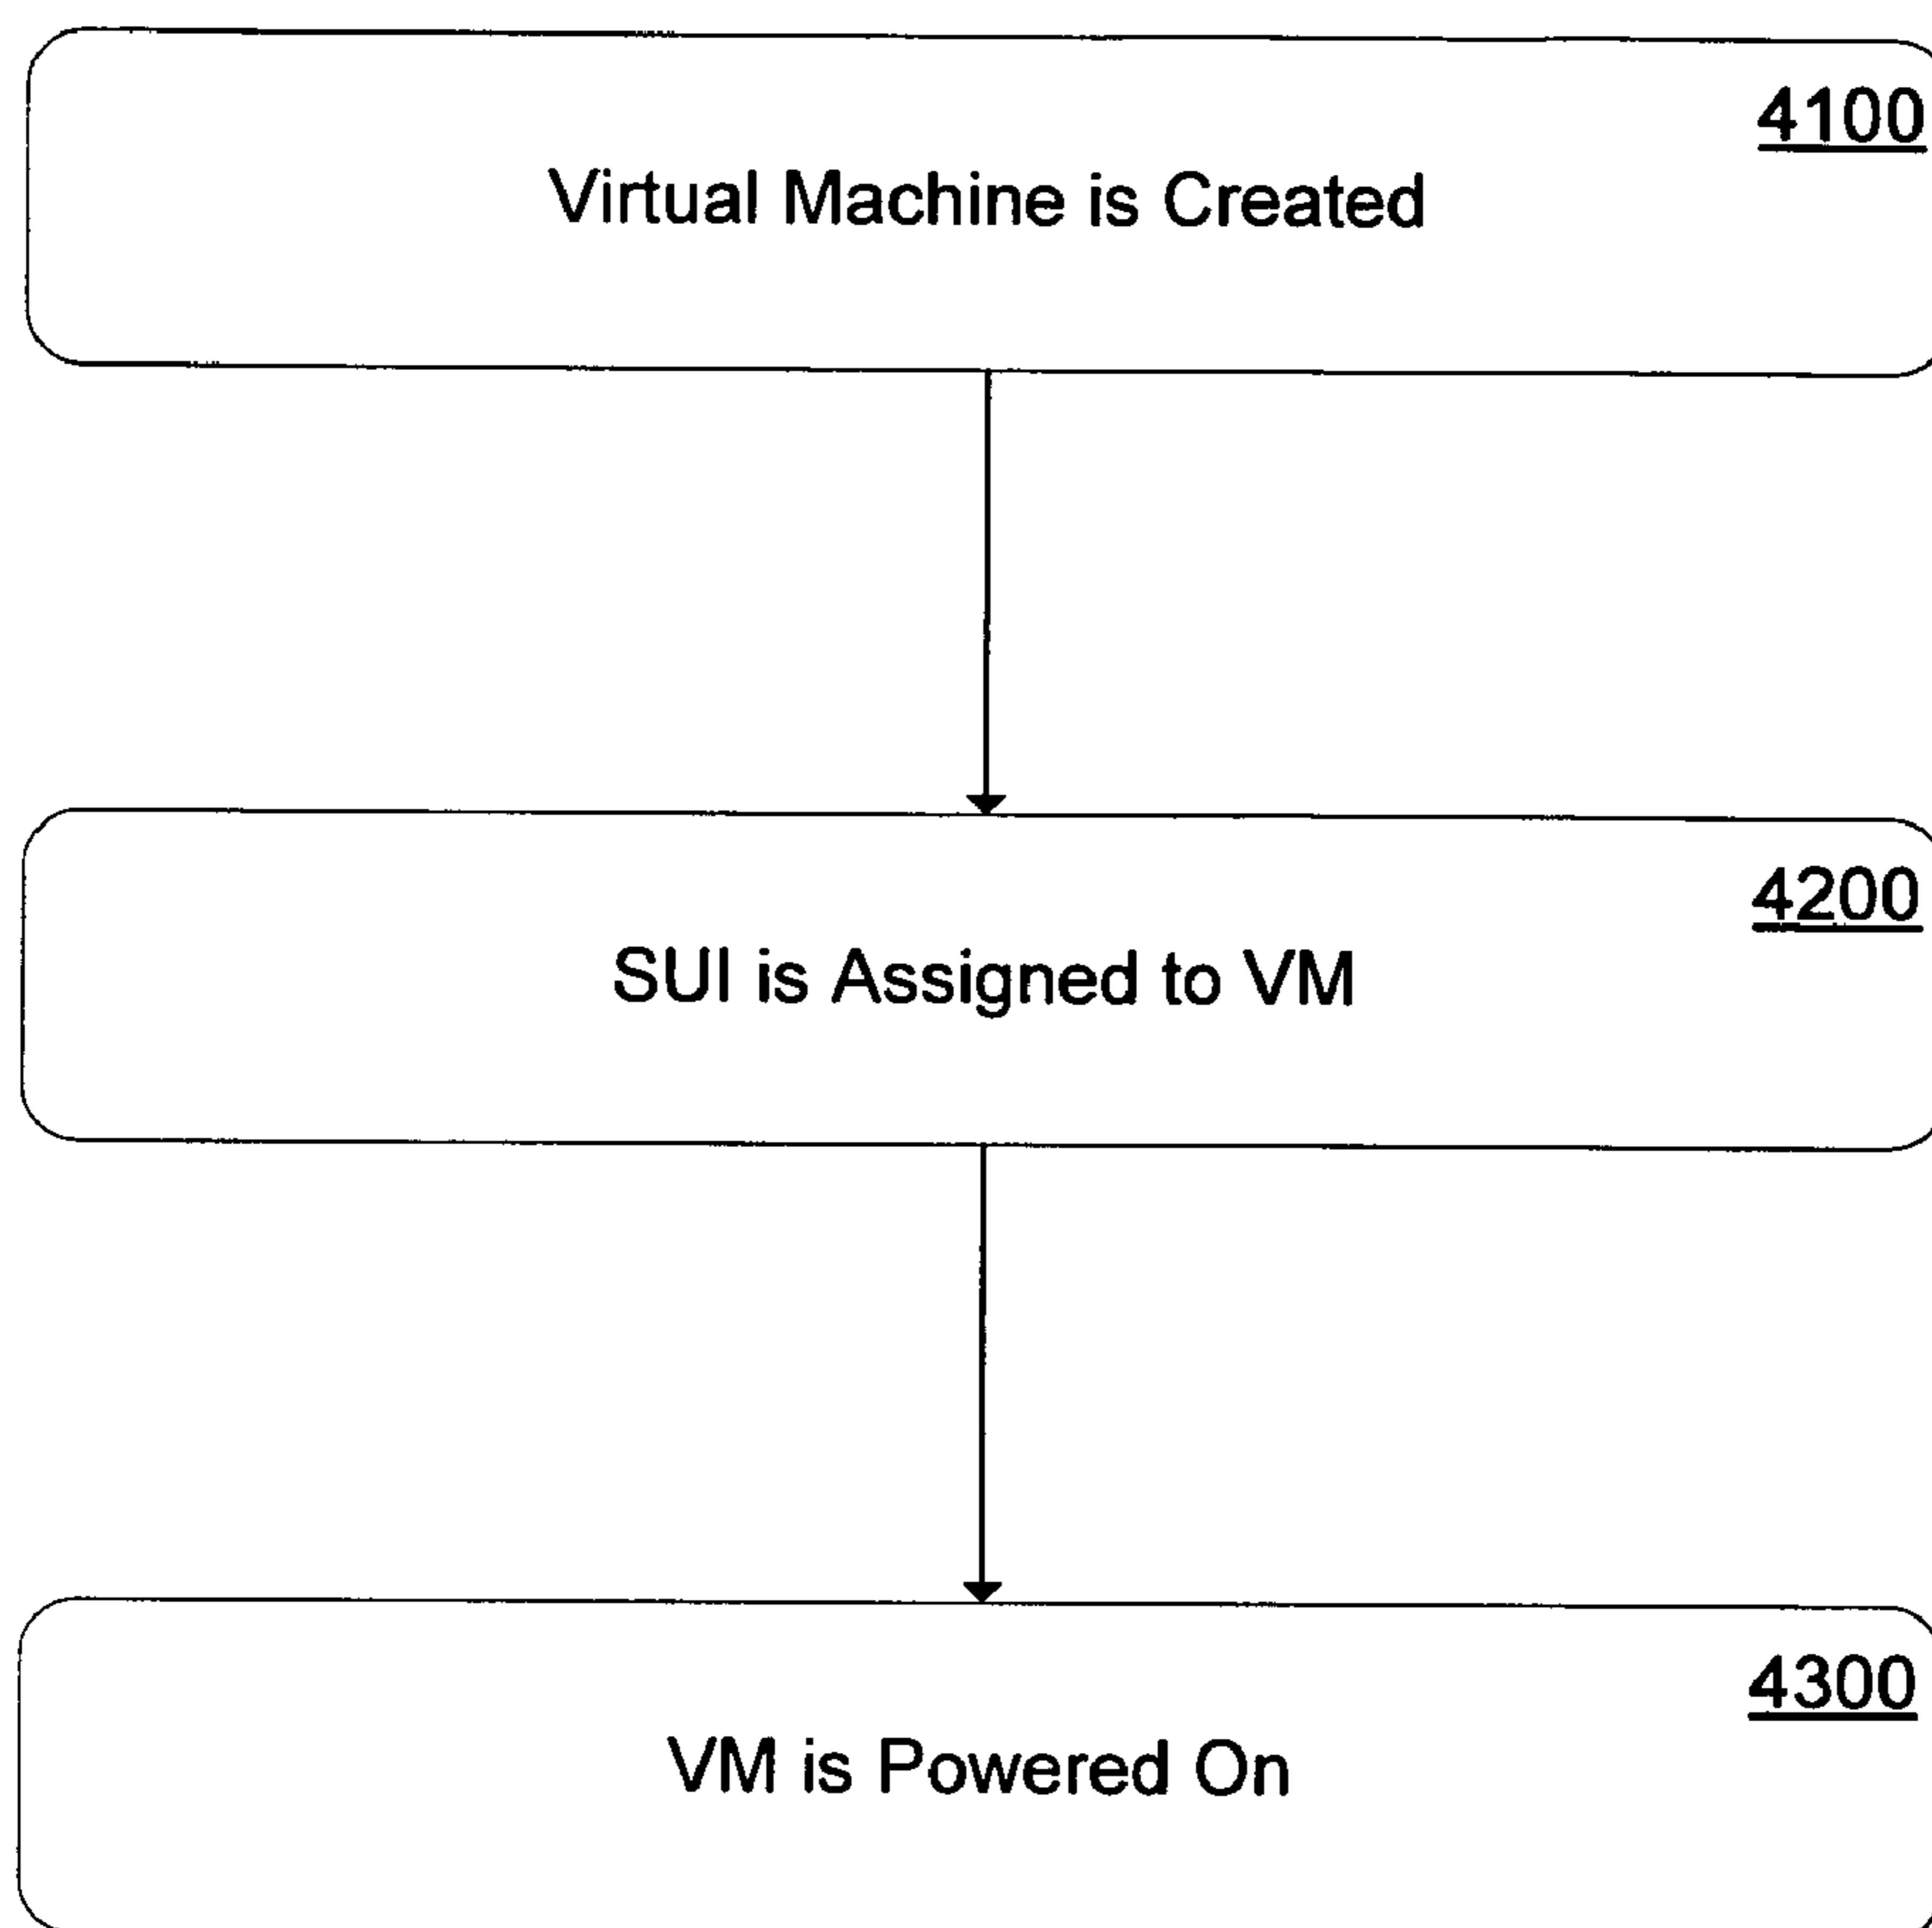 4100
Virtual Machine is Created
4200
SUI is Assigned to VM
4300
VM is Powered On